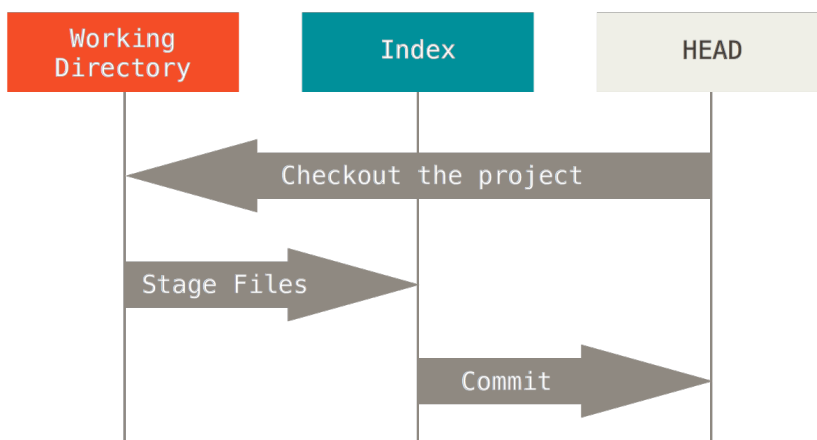 Working
Directory
Index
HEAD
Checkout the project
Stage Files
Commit